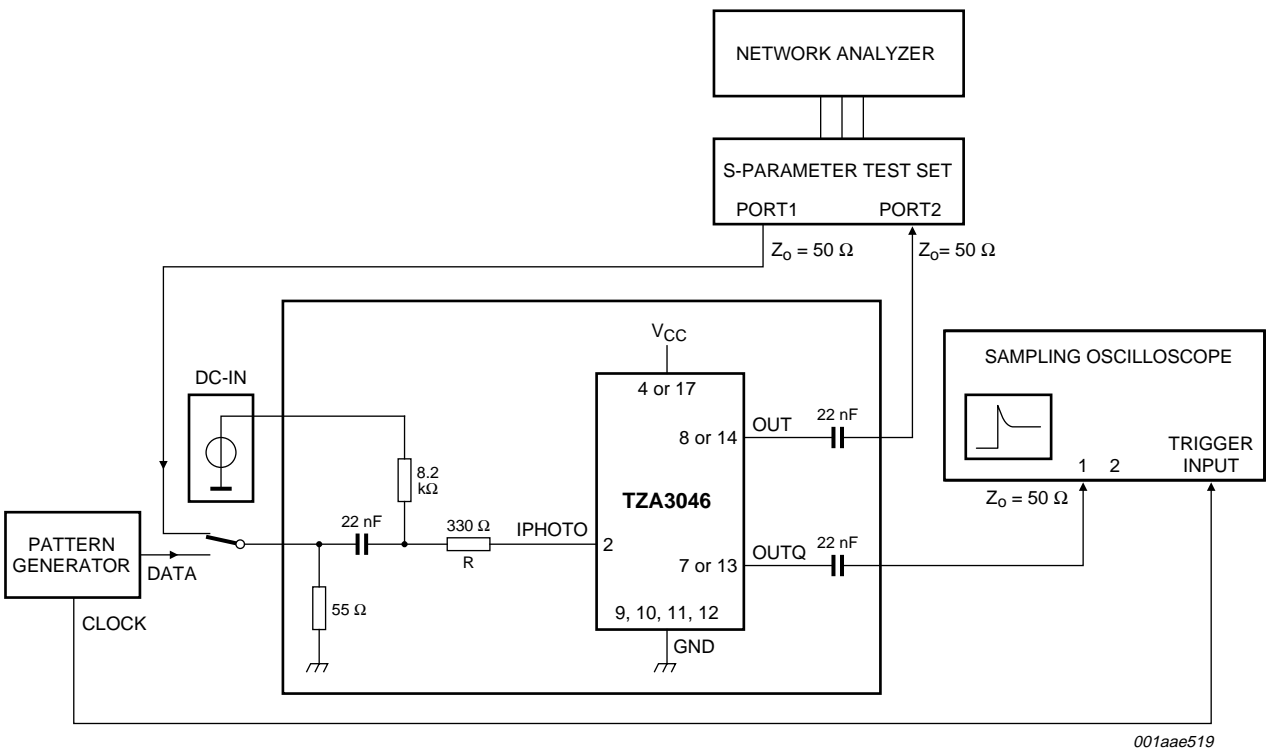 NETWORK ANALYZER
S-PARAMETER TEST SET
PORT1 PORT2
Zo = 50 Ω Zo= 50 Ω
VCC
SAMPLING OSCILLOSCOPE
DC-IN
4 or 17
OUT 22 nF
8 or 14
TRIGGER
INPUT
1 2
8.2
kΩ
TZA3046
Zo = 50 Ω
PATTERN
GENERATOR
DATA
22 nF
330 Ω
R
IPHOTO
2
OUTQ 22 nF
7 or 13
55 Ω
9, 10, 11, 12
CLOCK
GND
001aae519